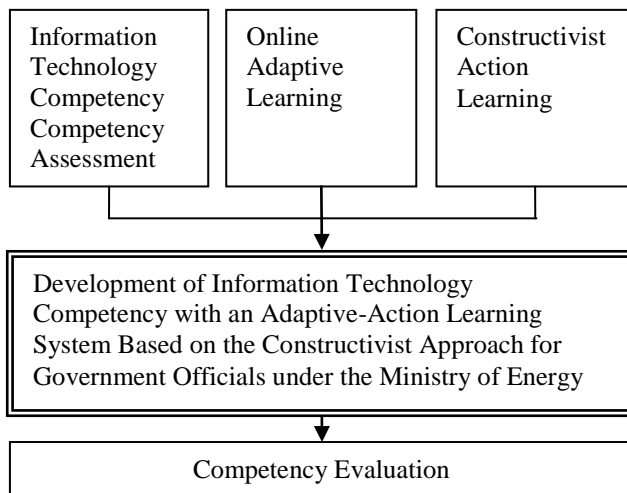 Information
Technology
Competency
Competency
Assessment
Online
Adaptive
Learning
Constructivist
Action
Learning
Development of Information Technology
Competency with an Adaptive-Action Learning
System Based on the Constructivist Approach for
Government Officials under the Ministry of Energy
Competency Evaluation